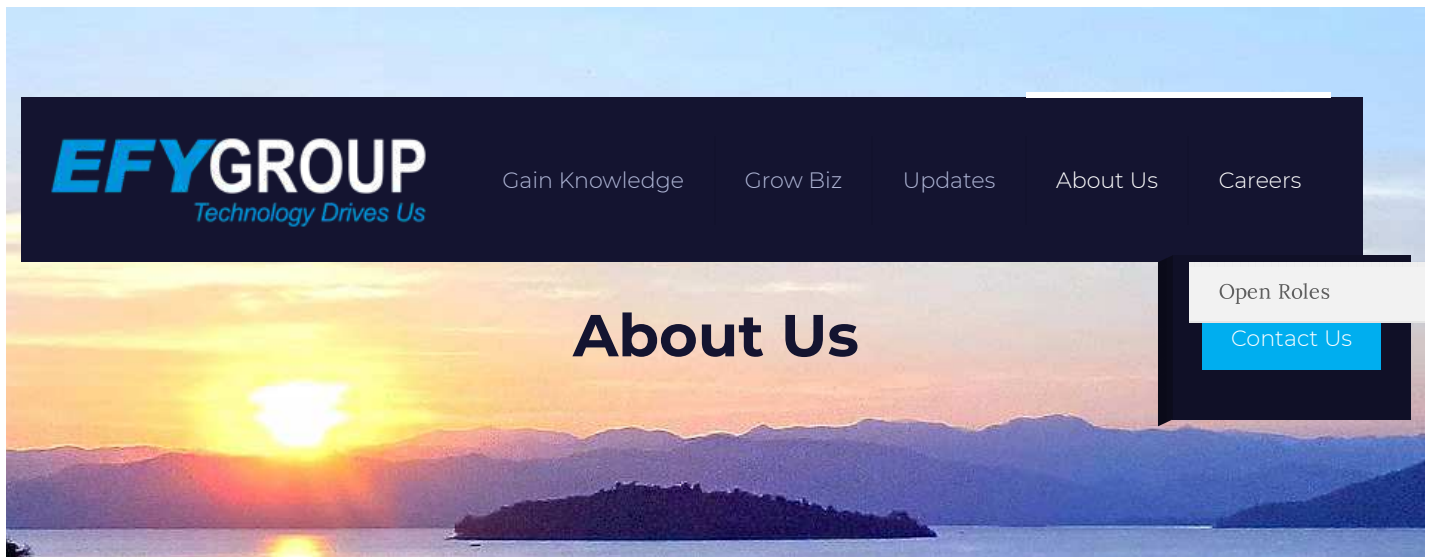 EFYGROUP
Technology Drives Us
Gain Knowledge
Grow Biz
Updates
About Us
Careers
Open Roles
Contact Us
About Us